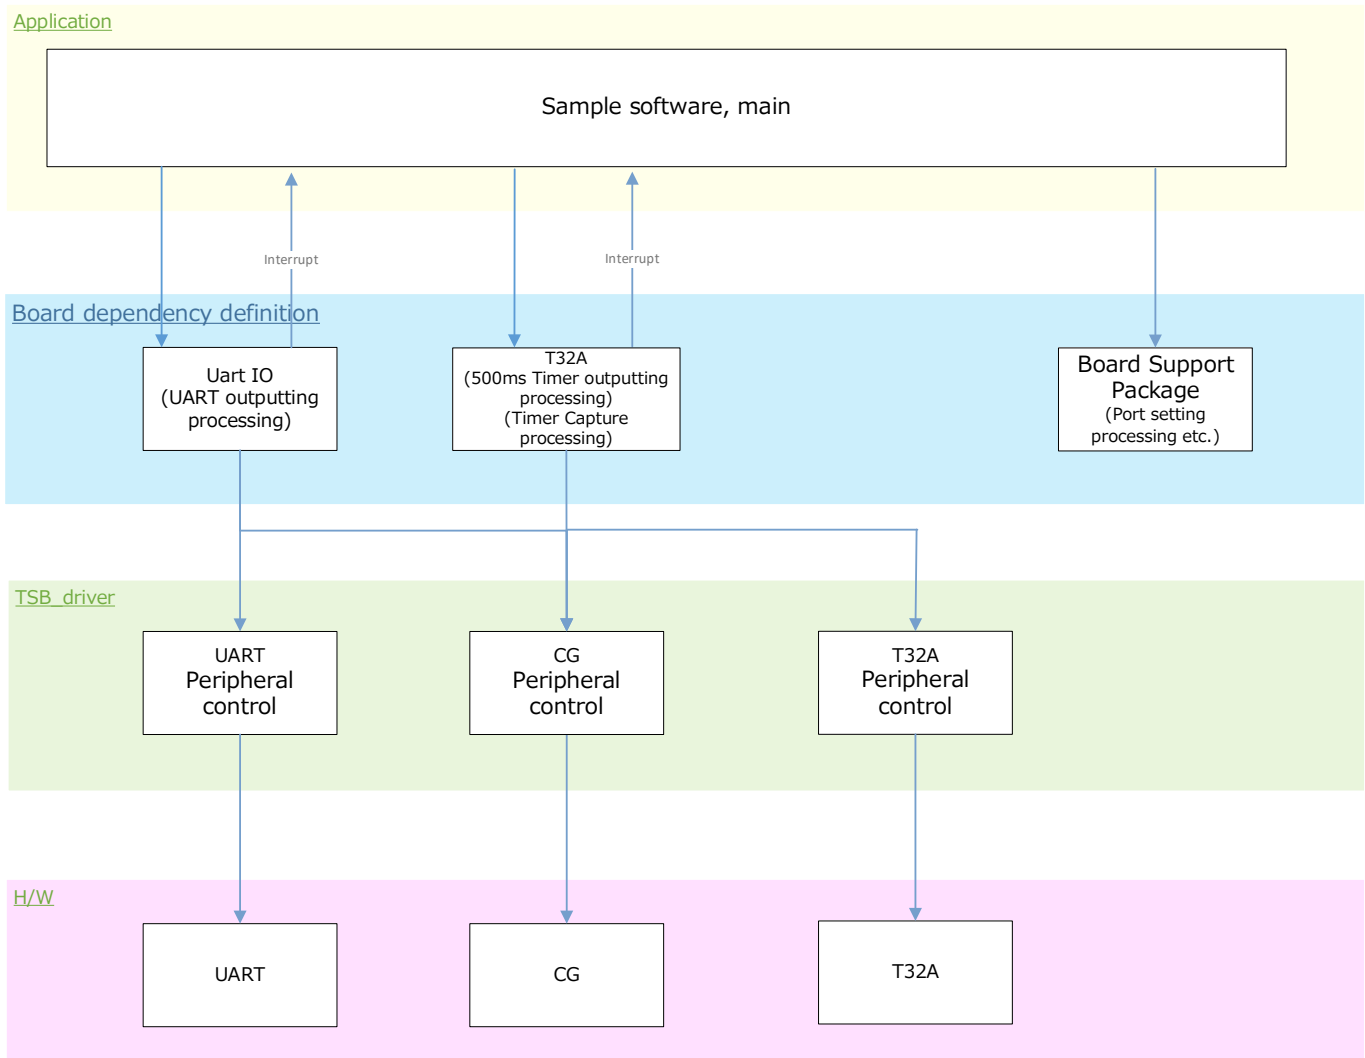 Application
Sample software, main
Interrupt
Interrupt
Board dependency definition
Uart IO
(UART outputting
processing)
T32A
(500ms Timer outputting
processing)
(Timer Capture
processing)
Board Support
Package
(Port setting
processing etc.)
TSB_driver
UART
Peripheral
control
CG
Peripheral
control
T32A
Peripheral
control
H/W
UART
CG
T32A